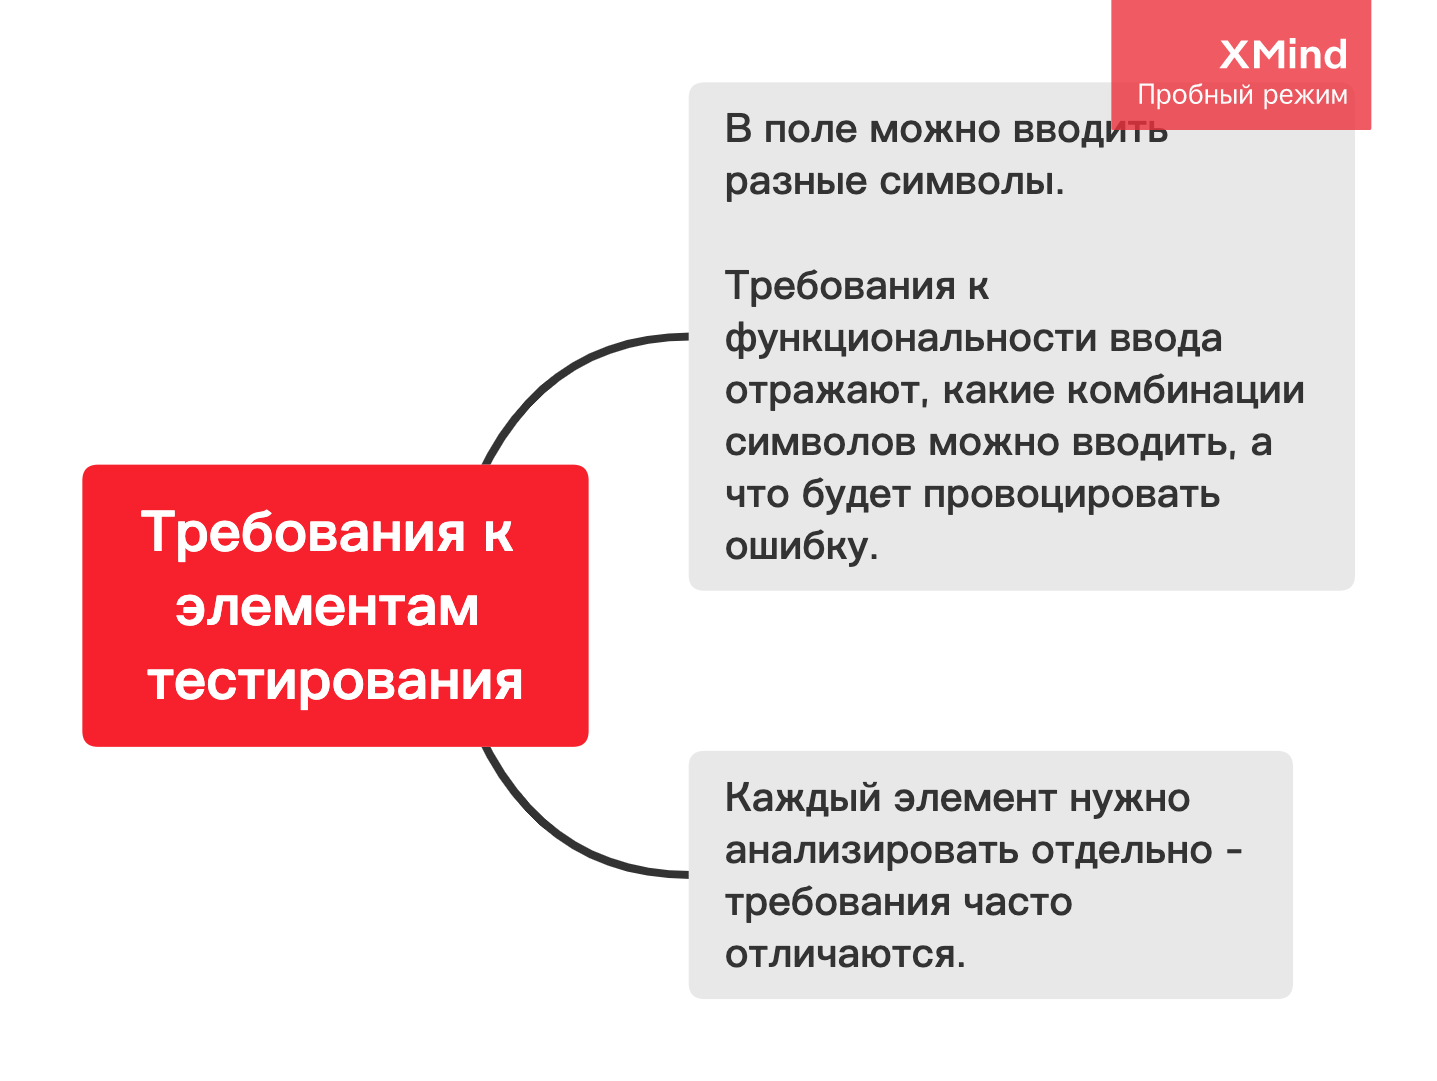 XMind
Пробный режим
В поле можно вводить
разные символы.
Требования к
функциональности ввода
отражают, какие комбинации
символов можно вводить, а
что будет провоцировать
ошибку.
Требования к
элементам
тестирования
Каждый элемент нужно
анализировать отдельно -
требования часто
отличаются.